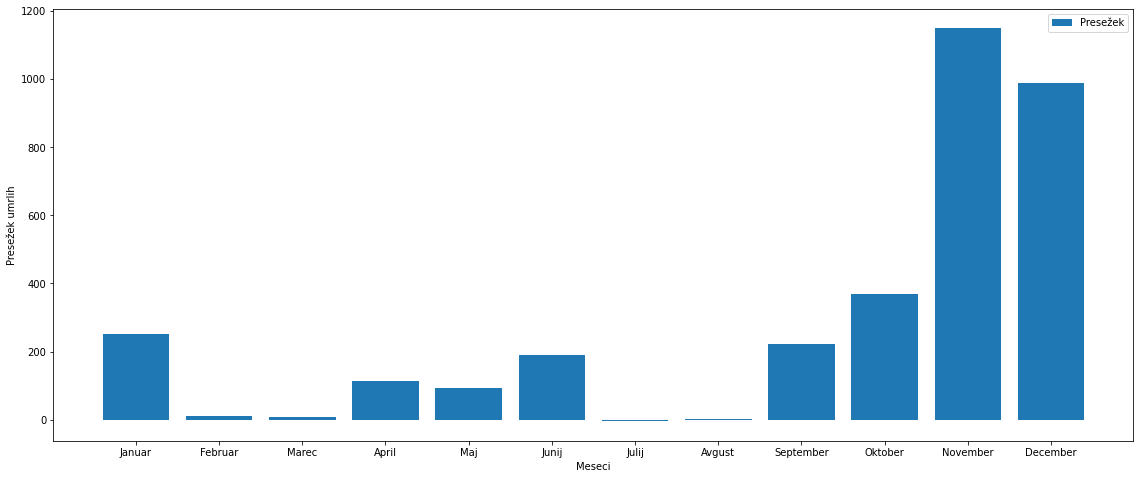 Presežek
1200
1000
800
600
400
200
0
Presežek umrlih
Januar Februar Marec April Maj Junij Julij Avgust September Oktober November December
Meseci